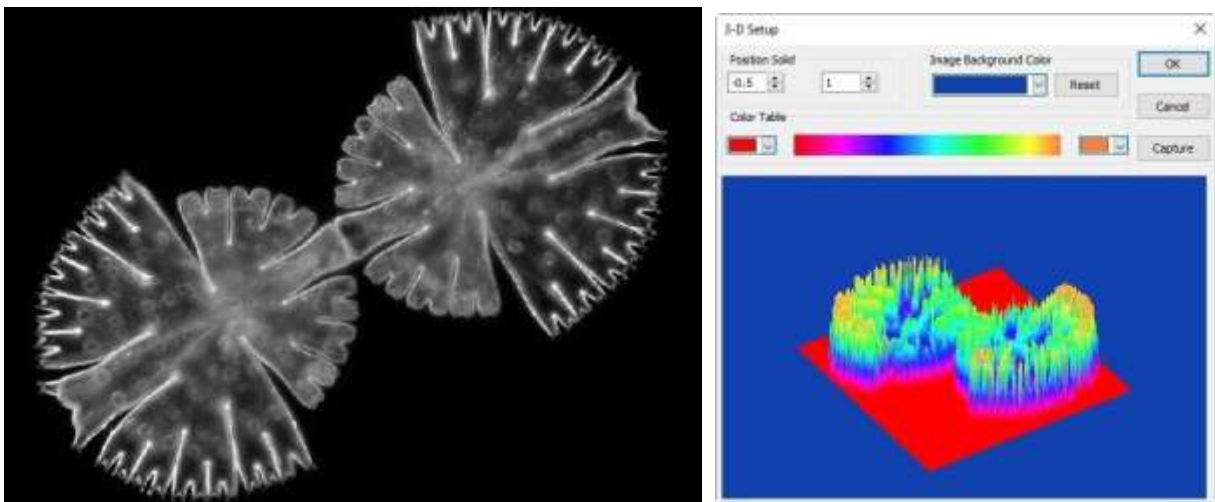 3-D Setup
Position Solid
-0.5
1
Image Background Color
Reset
OK
Cancel
Color Table
Capture